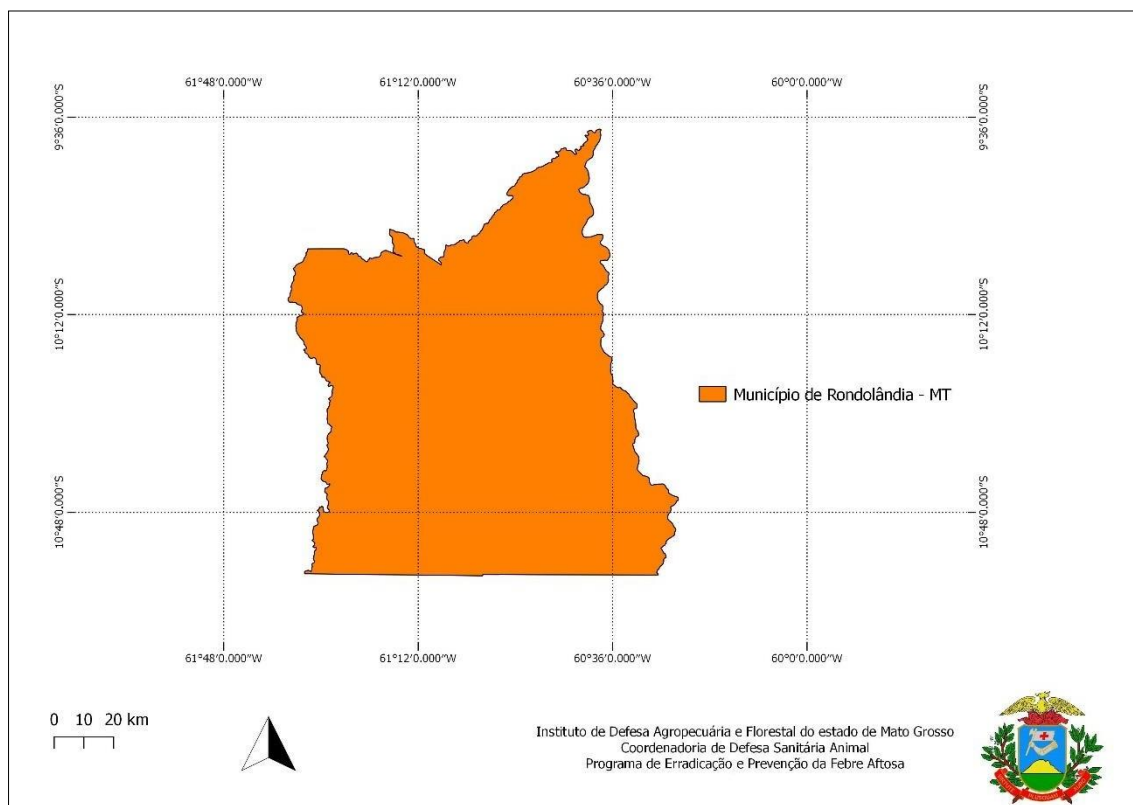 61°48'0.000"W
61°12'0.000"W
60°36'0.000"W
60°0'0.000"W
9°36'0.000"S
9°36'0.000"S
10°12'0.000"S
10°12'0.000"S
Município de Rondolândia - MT
10°48'0.000"S
10°48'0.000"S
61°48'0.000"W
61°12'0.000"W
60°36'0.000"W
60°0'0.000"W
0 10 20 km
Instituto de Defesa Agropecuária e Florestal do estado de Mato Grosso
Coordenadoria de Defesa Sanitária Animal
Programa de Erradicação e Prevenção da Febre Aftosa